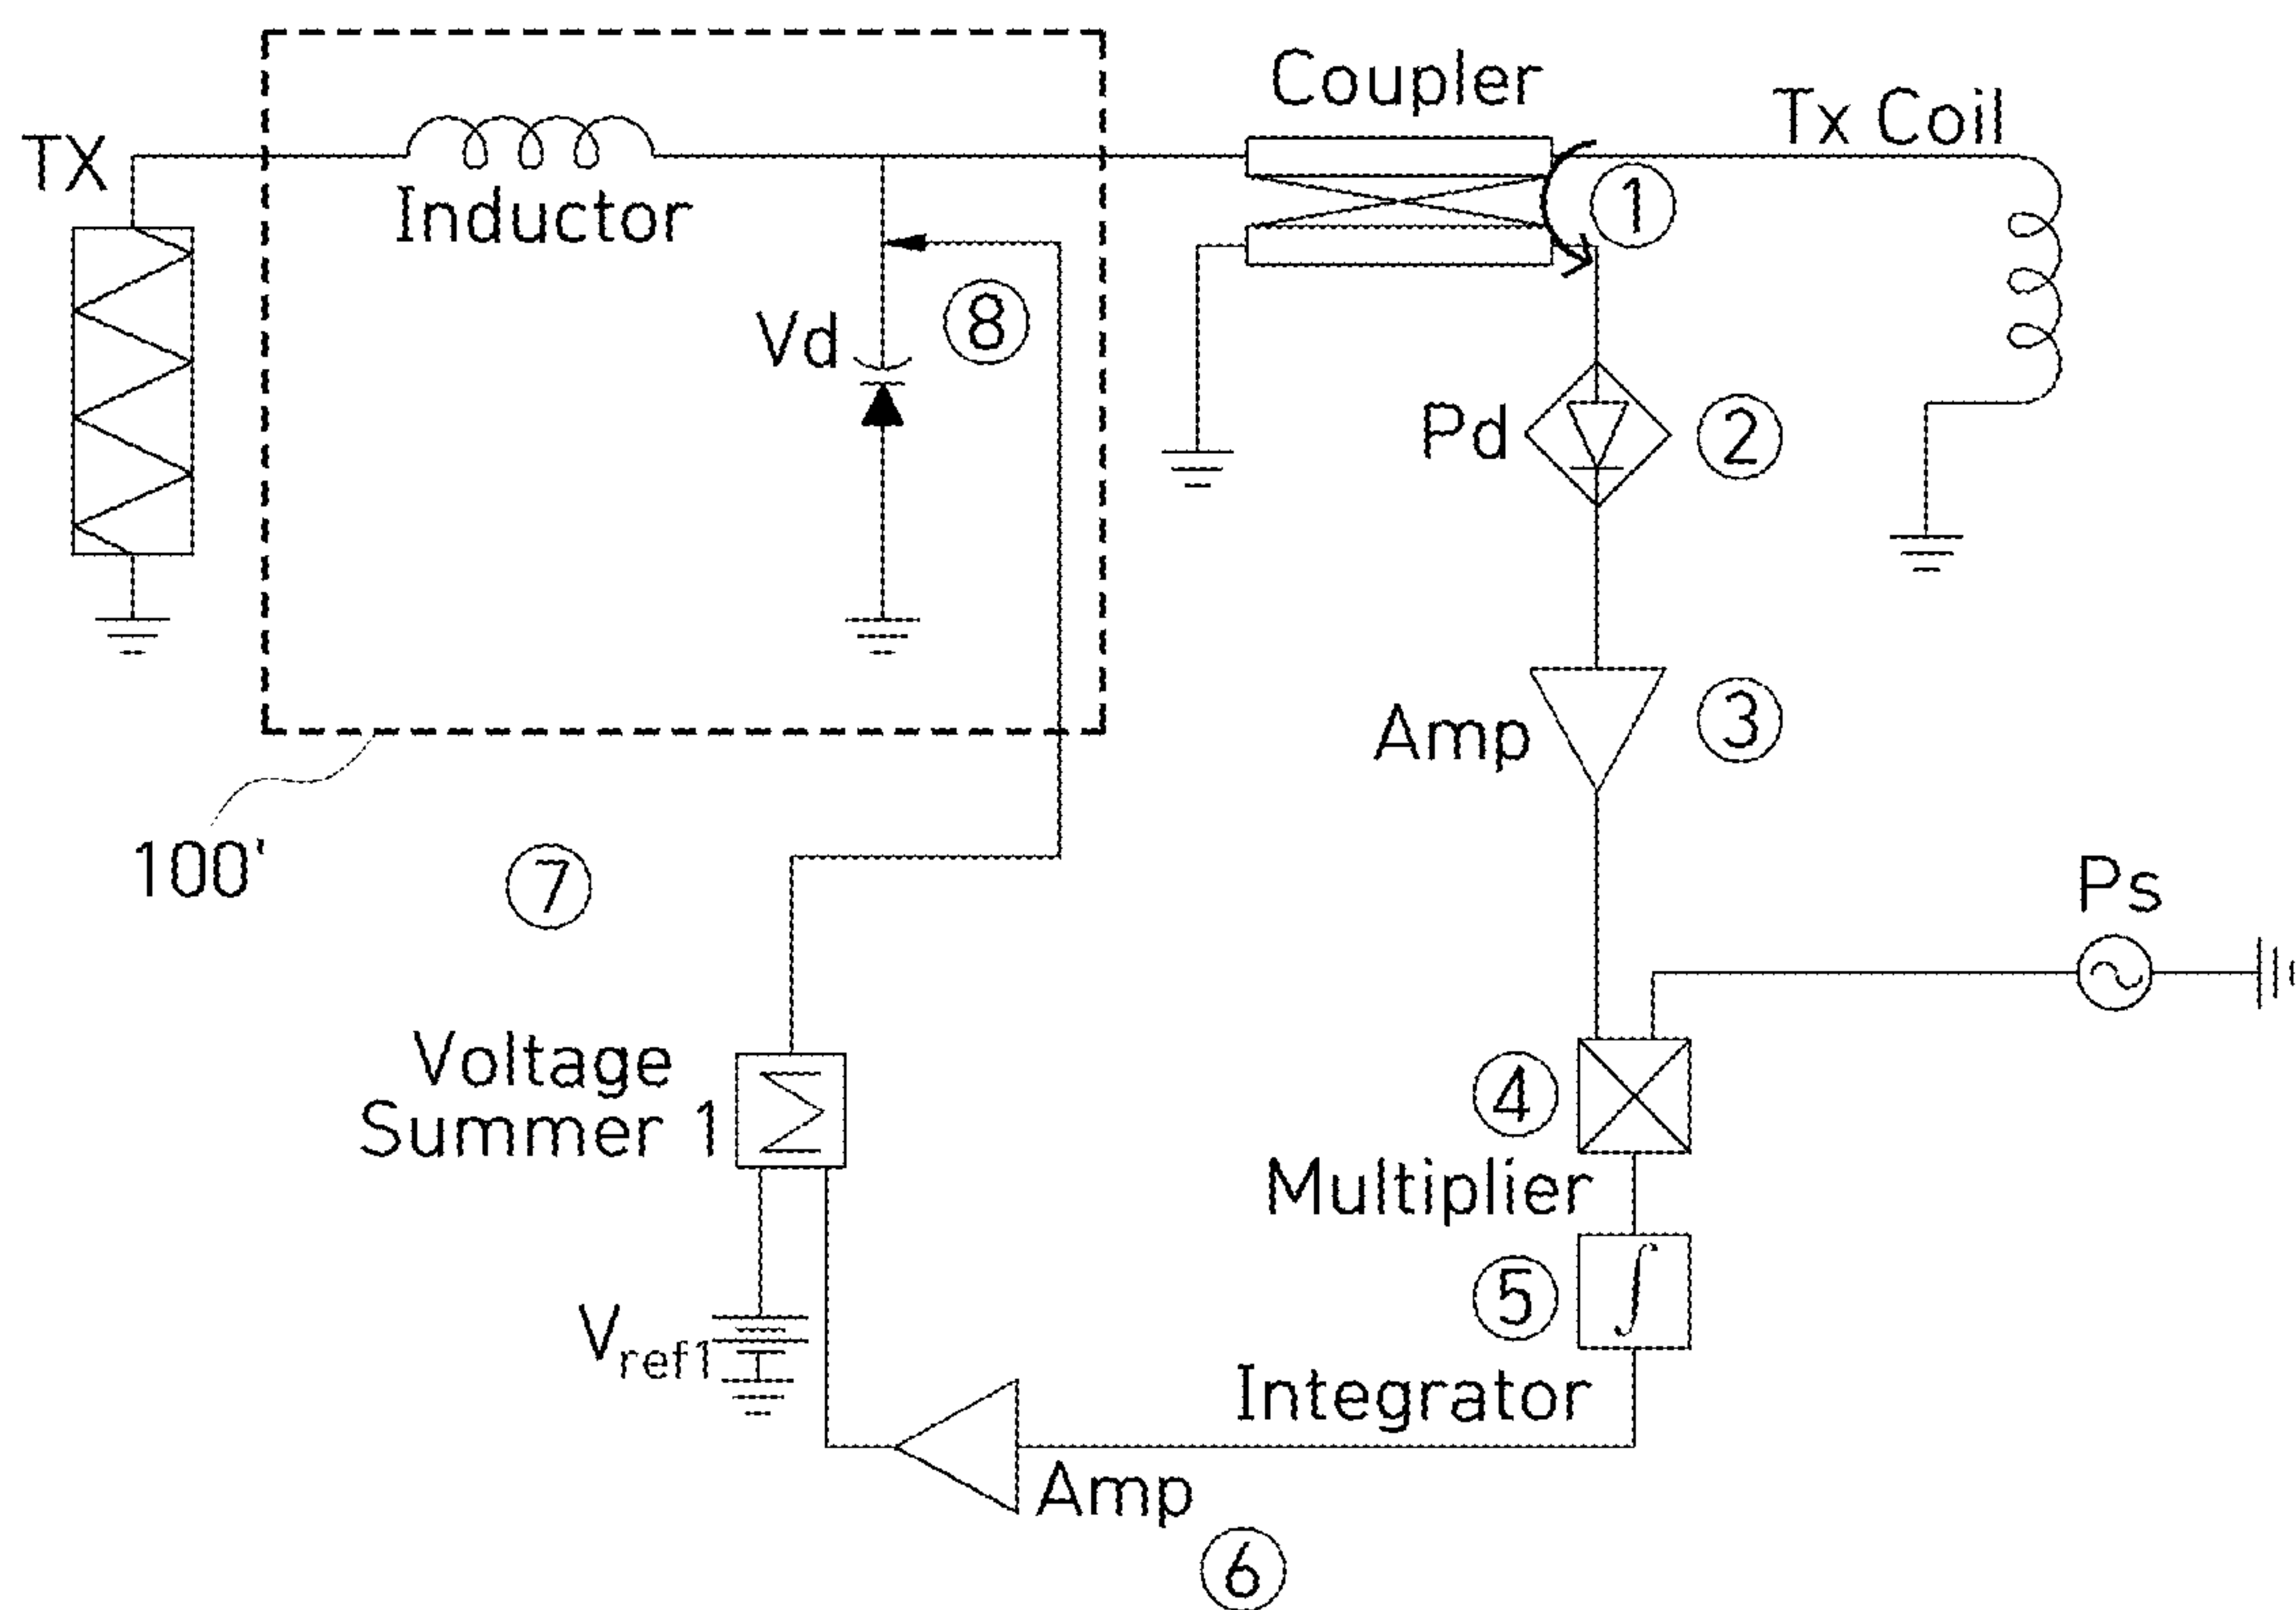 Coupler
Tx Coil
TX
Inductor
①
⑧
Vd
Pd
②
Amp
③
100'
⑦
Ps
Voltage
Summer 1
④
Multiplier
⑤
Vref1
Integrator
Amp
⑥